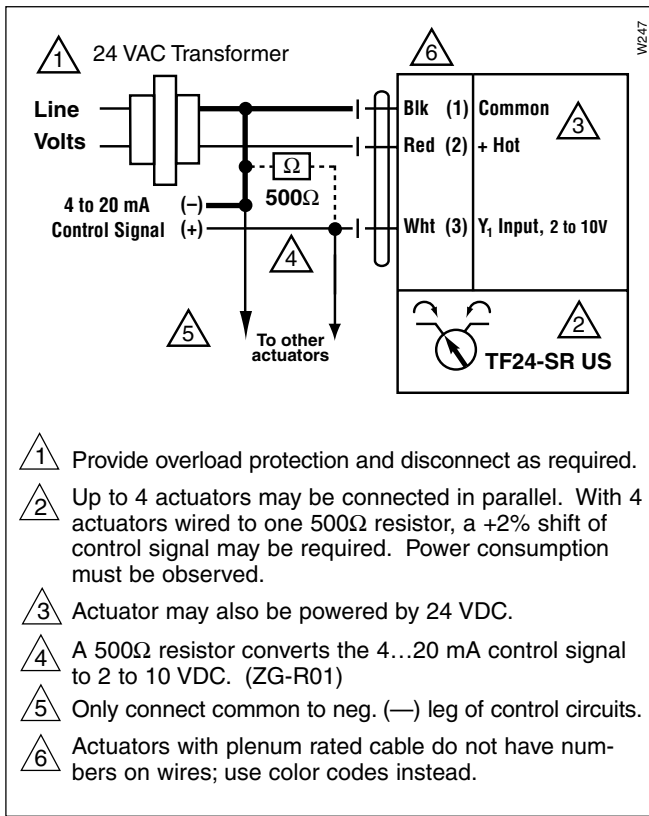 W247
1 24 VAC Transformer
6
Line
Volts
Blk (1) Common
3
Red (2) + Hot
Ω
500Ω
4 to 20 mA (–)
Control Signal (+)
Wht (3) Y1 Input, 2 to 10V
4
5
To other
actuators
2
TF24-SR US
1 Provide overload protection and disconnect as required.
2 Up to 4 actuators may be connected in parallel. With 4
actuators wired to one 500Ω resistor, a +2% shift of
control signal may be required. Power consumption
must be observed.
3 Actuator may also be powered by 24 VDC.
4 A 500Ω resistor converts the 4…20 mA control signal
to 2 to 10 VDC. (ZG-R01)
5 Only connect common to neg. (—) leg of control circuits.
6 Actuators with plenum rated cable do not have num-
bers on wires; use color codes instead.